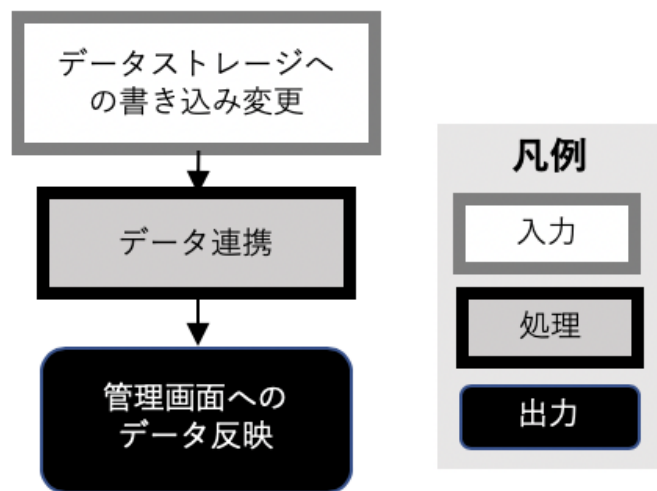 データストレージへ
の書き込み変更
データ連携
管理画面への
データ反映
凡例
入力
処理
出力